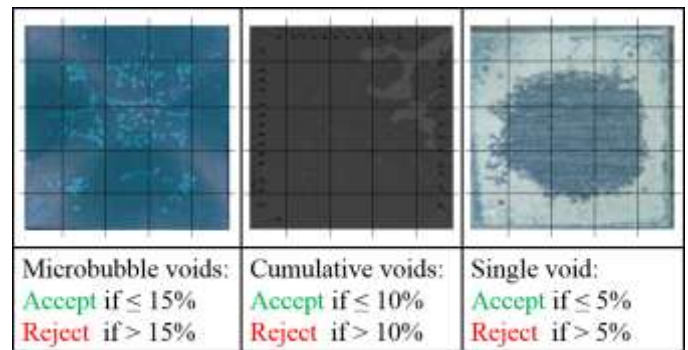 Microbubble voids:
Accept if ≤ 15%
Reject if > 15%
Cumulative voids:
Accept if ≤ 10%
Reject if > 10%
Single void:
Accept if ≤ 5%
Reject if > 5%